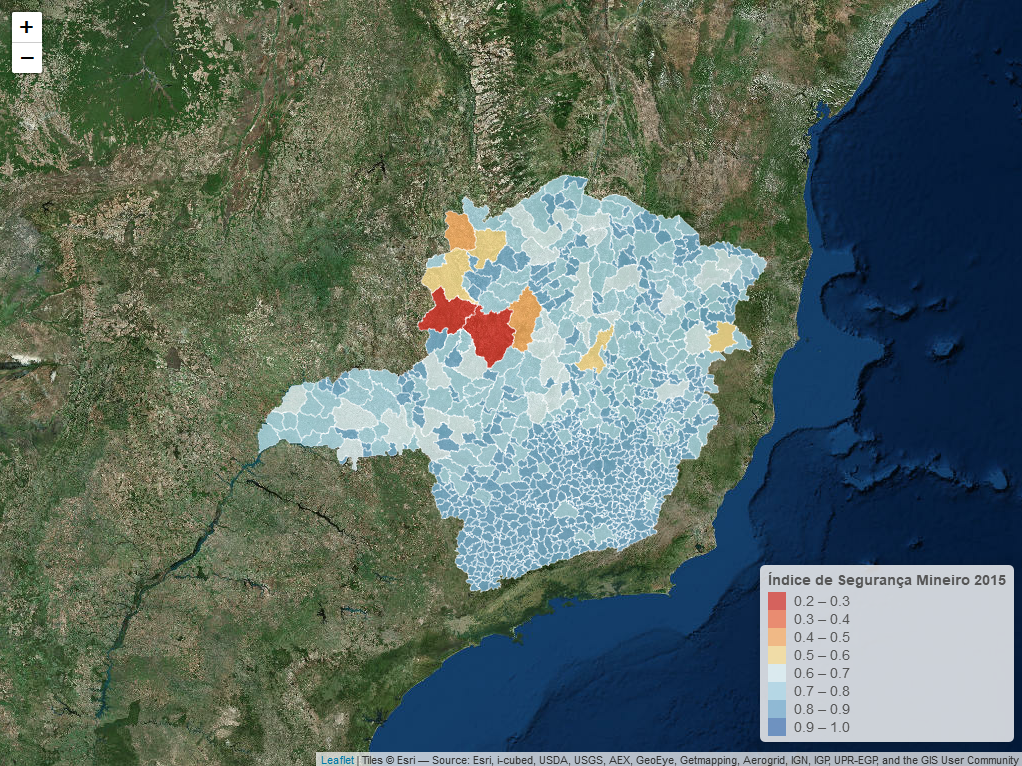 +
−
Índice de Segurança Mineiro 2015
0.2 – 0.3
0.3 – 0.4
0.4 – 0.5
0.5 – 0.6
0.6 – 0.7
0.7 – 0.8
0.8 – 0.9
0.9 – 1.0
Leaflet | Tiles © Esri — Source: Esri, i-cubed, USDA, USGS, AEX, GeoEye, Getmapping, Aerogrid, IGN, IGP, UPR-EGP, and the GIS User Community